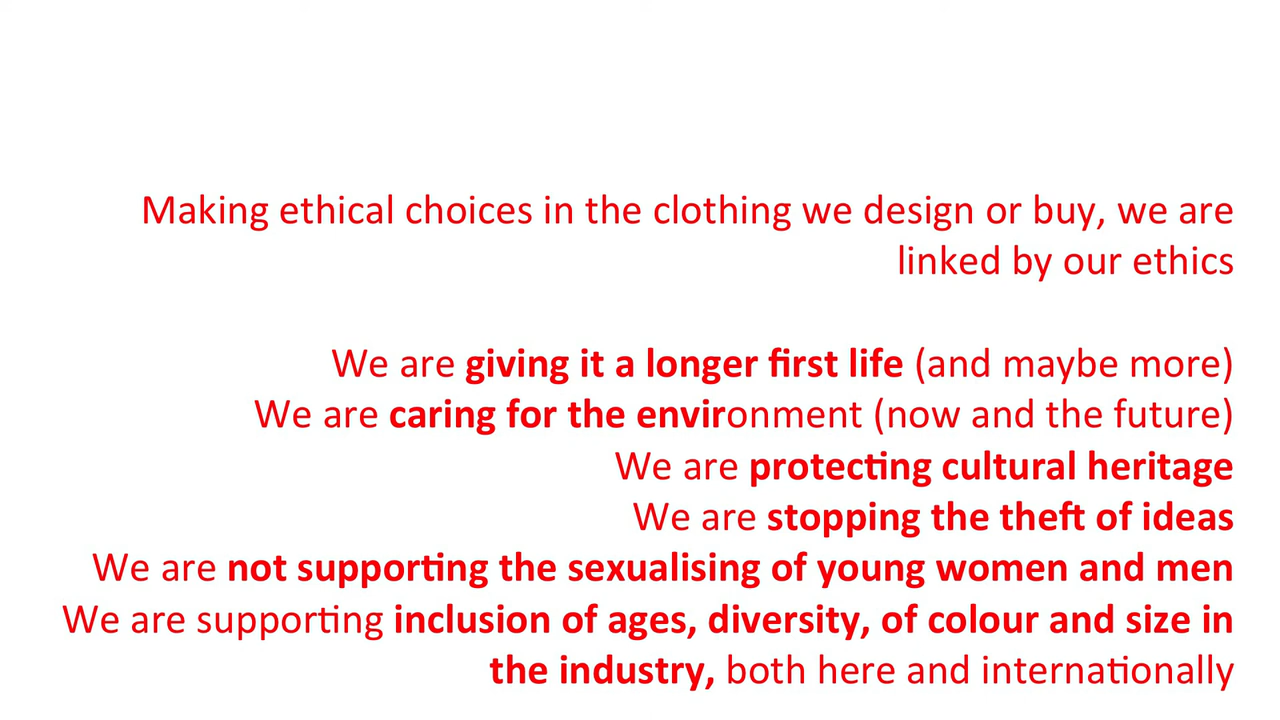 Making ethical choices in the clothing we design or buy, we are
linked by our ethics
We are giving it a longer first life (and maybe more)
We are caring for the environment (now and the future)
We are protecting cultural heritage
We are stopping the theft of ideas
We are not supporting the sexualising of young women and men
We are supporting inclusion of ages, diversity, of colour and size in
the industry, both here and internationally